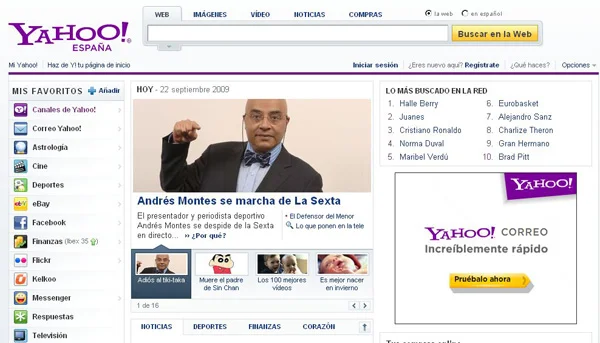 WEB IMÁGENES VÍDEO NOTICIAS COMPRAS la web en español
YAHOO!® ESPAÑA
Buscar en la Web
Mi Yahoo! Haz de Y! tu página de inicio
Iniciar sesión ¿Eres nuevo aquí? Regístrate ¿Qué haces? Opciones
MIS FAVORITOS Añadir
Canales de Yahoo!
Correo Yahoo!
Astrología
Cine
Deportes
eBay
Facebook
Finanzas (Ibex 35)
Flickr
Kelkoo
Messenger
Respuestas
Televisión
HOY - 22 septiembre 2009
Andrés Montes se marcha de La Sexta
El presentador y periodista deportivo
Andrés Montes se despide de la Sexta
en directo... » ¿Por qué?
El Defensor del Menor
Lo que ponen en la tele
Adiós al tiki-taka
Muere el padre
de Sin Chan
Los 100 mejores
vídeos
Es mejor nacer
en invierno
1 de 16
NOTICIAS DEPORTES FINANZAS CORAZÓN
LO MÁS BUSCADO EN LA RED
1. Halle Berry
2. Juanes
3. Cristiano Ronaldo
4. Norma Duval
5. Maribel Verdú
6. Eurobasket
7. Alejandro Sanz
8. Charlize Theron
9. Gran Hermano
10. Brad Pitt
YAHOO!
YAHOO! CORREO
Increíblemente rápido
Pruébalo ahora